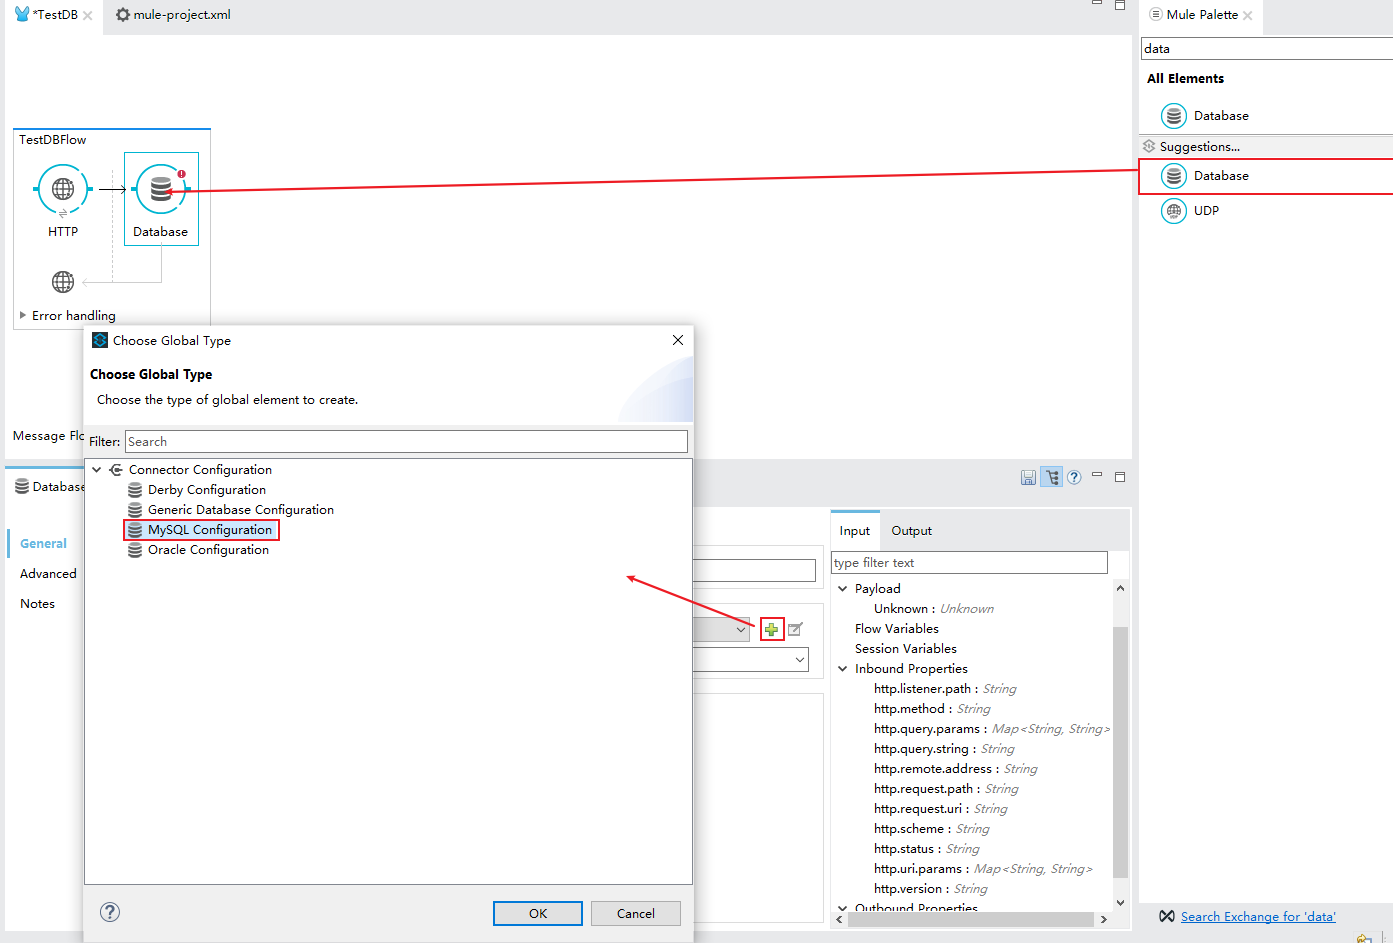 *TestDB
mule-project.xml
Mule Palette
data
All Elements
Database
Suggestions...
Database
UDP
TestDBFlow
HTTP
Database
Error handling
Message Flo
Choose Global Type
Choose Global Type
Choose the type of global element to create.
Filter:
Search
Connector Configuration
Derby Configuration
Generic Database Configuration
MySQL Configuration
Oracle Configuration
OK
Cancel
Database
General
Advanced
Notes
Input
Output
type filter text
Payload
Unknown : Unknown
Flow Variables
Session Variables
Inbound Properties
http.listener.path : String
http.method : String
http.query.params : Map<String, String>
http.query.string : String
http.remote.address : String
http.request.path : String
http.request.uri : String
http.scheme : String
http.status : String
http.uri.params : Map<String, String>
http.version : String
Outbound Properties
Search Exchange for 'data'